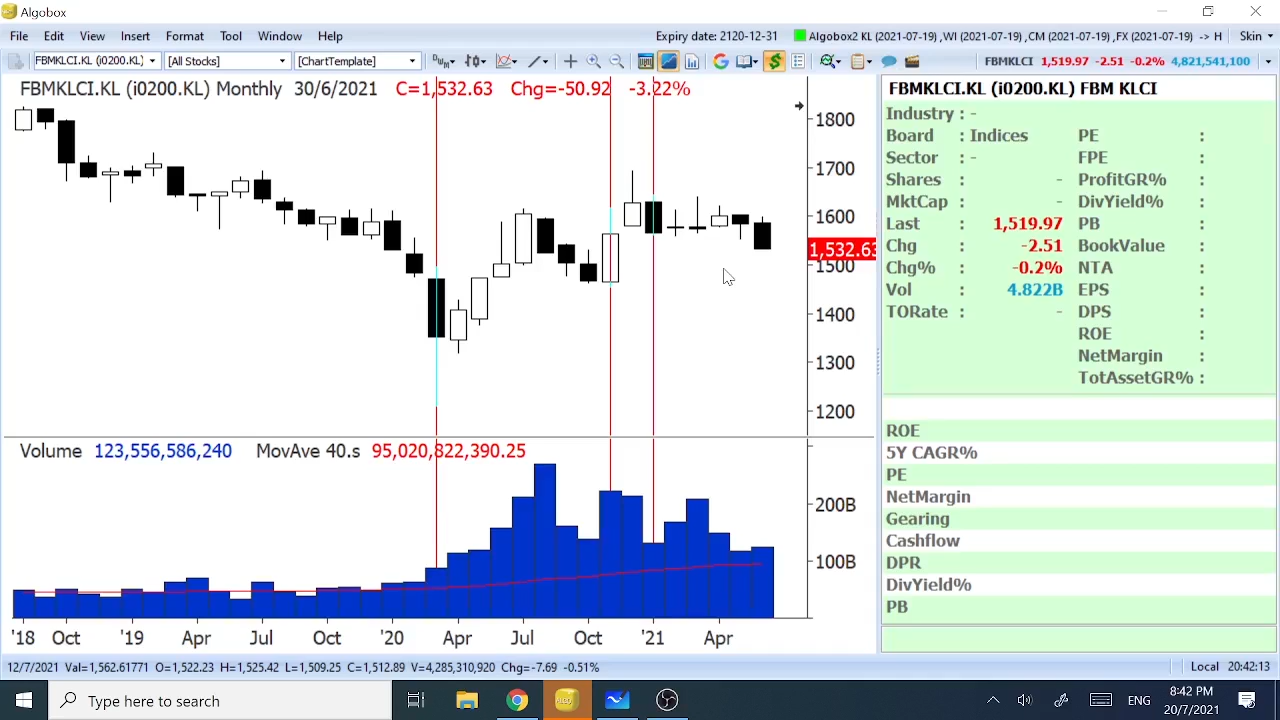 Algobox
File Edit View Insert Format Tool Window Help Expiry date: 2120-12-31 Algobox2 KL (2021-07-19) ,WI (2021-07-19) ,CM (2021-07-19) ,FX (2021-07-19) -> H Skin
FBMKLCI.KL (i0200.KL) [All Stocks] [ChartTemplate] FBMKLCI 1,519.97 -2.51 -0.2% 4,821,541,100
FBMKLCI.KL (i0200.KL) Monthly 30/6/2021 C=1,532.63 Chg=-50.92 -3.22%
1800
1700
1600
1,532.63
1500
1400
1300
1200
Volume 123,556,586,240 MovAve 40.s 95,020,822,390.25
200B
100B
'18 Oct '19 Apr Jul Oct '20 Apr Jul Oct '21 Apr
FBMKLCI.KL (i0200.KL) FBM KLCI
Industry : -
Board : Indices PE :
Sector : - FPE :
Shares : - ProfitGR% :
MktCap : - DivYield% :
Last : 1,519.97 PB :
Chg : -2.51 BookValue :
Chg% : -0.2% NTA :
Vol : 4.822B EPS :
TORate : - DPS :
ROE :
NetMargin :
TotAssetGR% :
ROE
5Y CAGR%
PE
NetMargin
Gearing
Cashflow
DPR
DivYield%
PB
12/7/2021 Val=1,562.61771 O=1,522.23 H=1,525.42 L=1,509.25 C=1,512.89 V=4,285,310,920 Chg=-7.69 -0.51% Local 20:42:13
Type here to search ENG 8:42 PM
20/7/2021